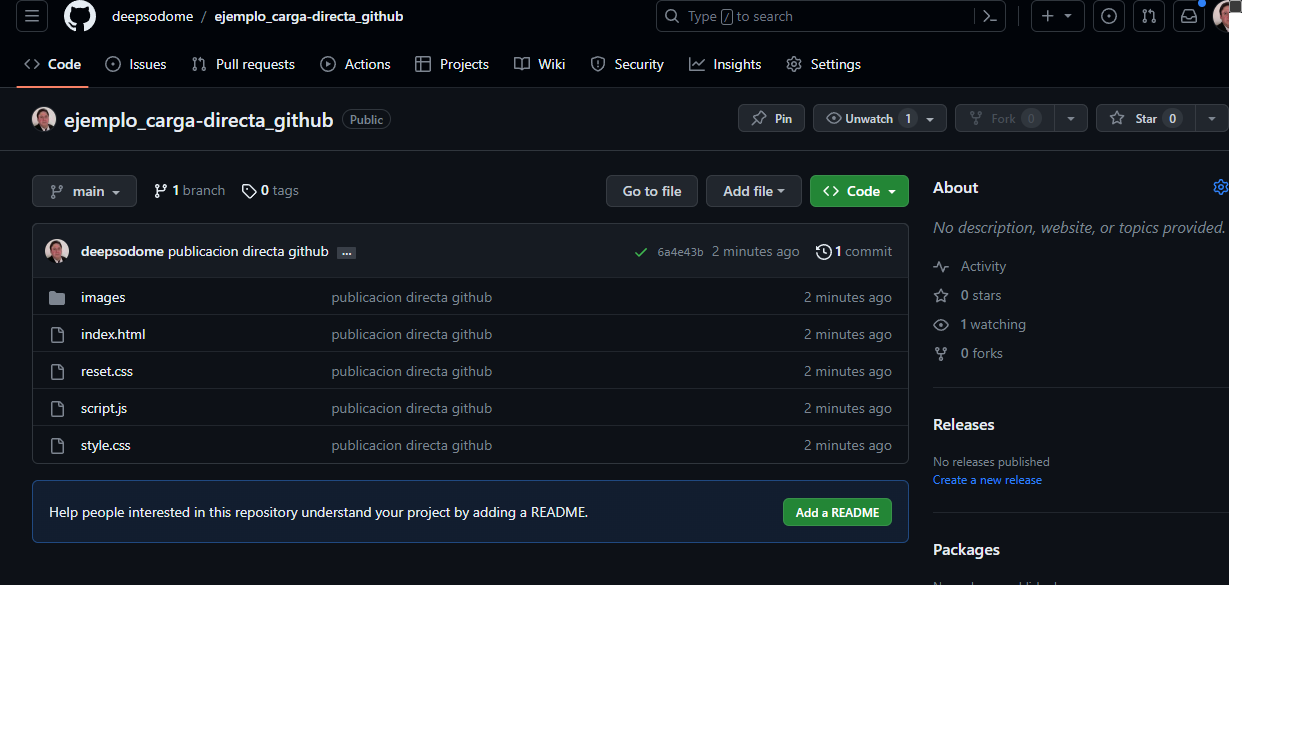 deepsodome / ejemplo_carga-directa_github
Type / to search
Code Issues Pull requests Actions Projects Wiki Security Insights Settings
ejemplo_carga-directa_github Public
Pin Unwatch 1 Fork 0 Star 0
main 1 branch 0 tags
Go to file Add file Code
deepsodome publicacion directa github ... 6a4e43b 2 minutes ago 1 commit
images publicacion directa github 2 minutes ago
index.html publicacion directa github 2 minutes ago
reset.css publicacion directa github 2 minutes ago
script.js publicacion directa github 2 minutes ago
style.css publicacion directa github 2 minutes ago
Help people interested in this repository understand your project by adding a README. Add a README
About
No description, website, or topics provided.
Activity
0 stars
1 watching
0 forks
Releases
No releases published
Create a new release
Packages